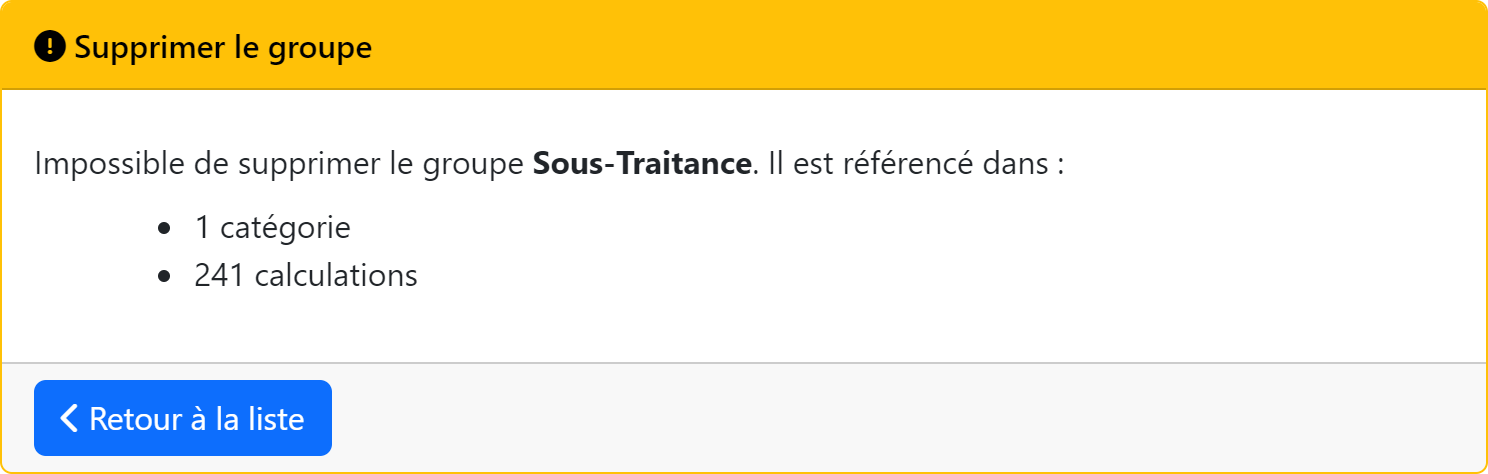 Supprimer le groupe
Impossible de supprimer le groupe Sous-Traitance. Il est référencé dans :
1 catégorie
241 calculations
Retour à la liste